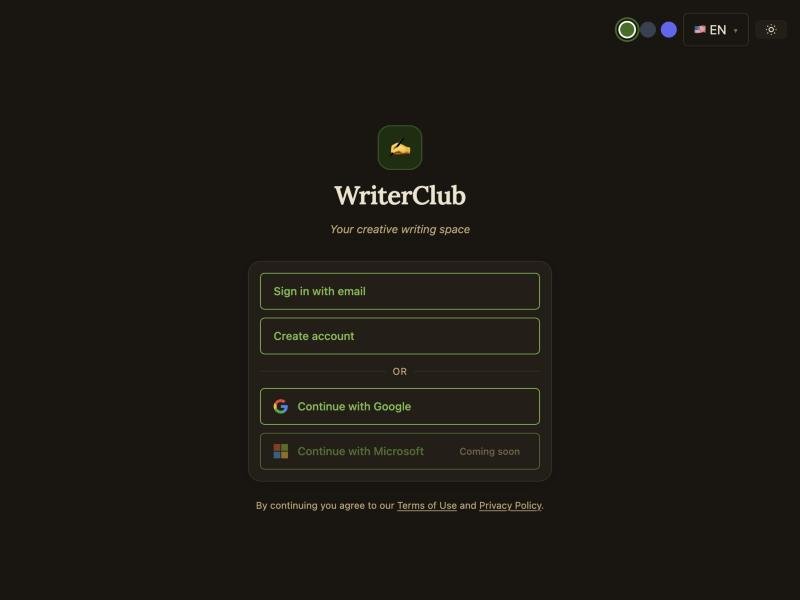 EN
WriterClub
Your creative writing space
Sign in with email
Create account
OR
Continue with Google
Continue with Microsoft Coming soon
By continuing you agree to our Terms of Use and Privacy Policy.